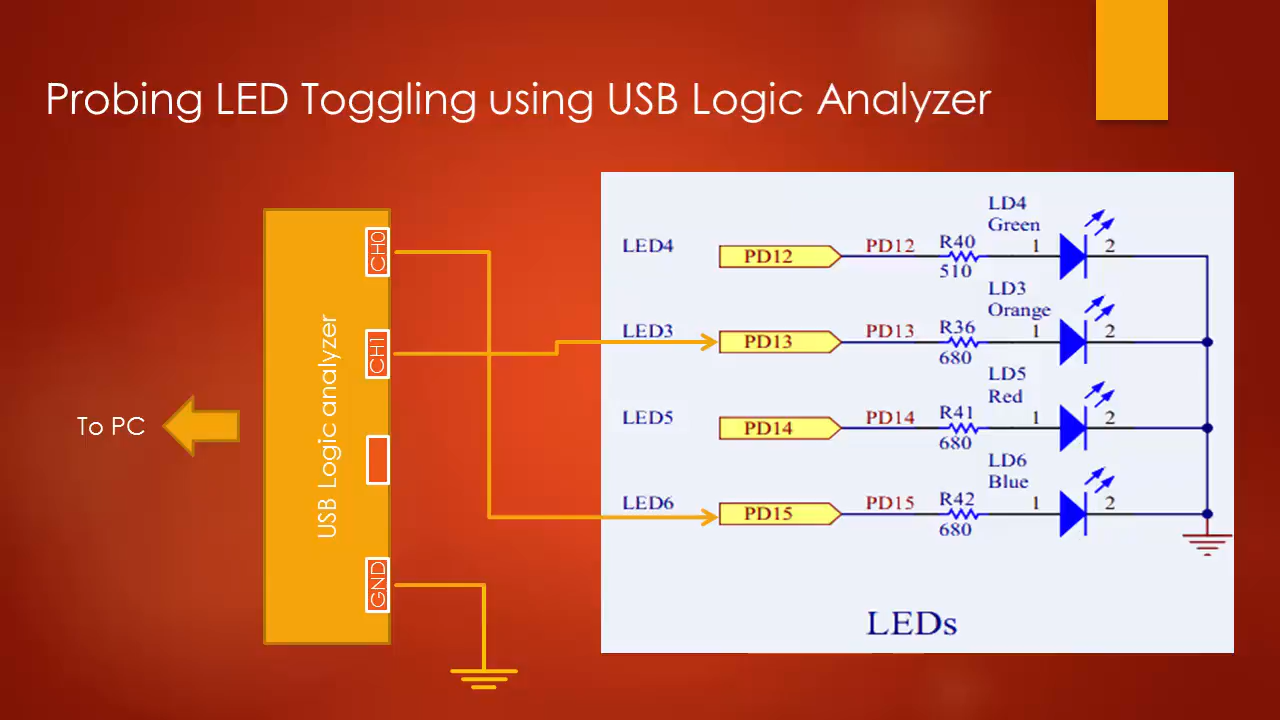 Probing LED Toggling using USB Logic Analyzer
To PC
USB Logic analyzer
CH0
CH1
GND
LD4
Green
LED4
PD12
PD12
R40
510
1
2
LD3
Orange
LED3
PD13
PD13
R36
680
1
2
LD5
Red
LED5
PD14
PD14
R41
680
1
2
LD6
Blue
LED6
PD15
PD15
R42
680
1
2
LEDs